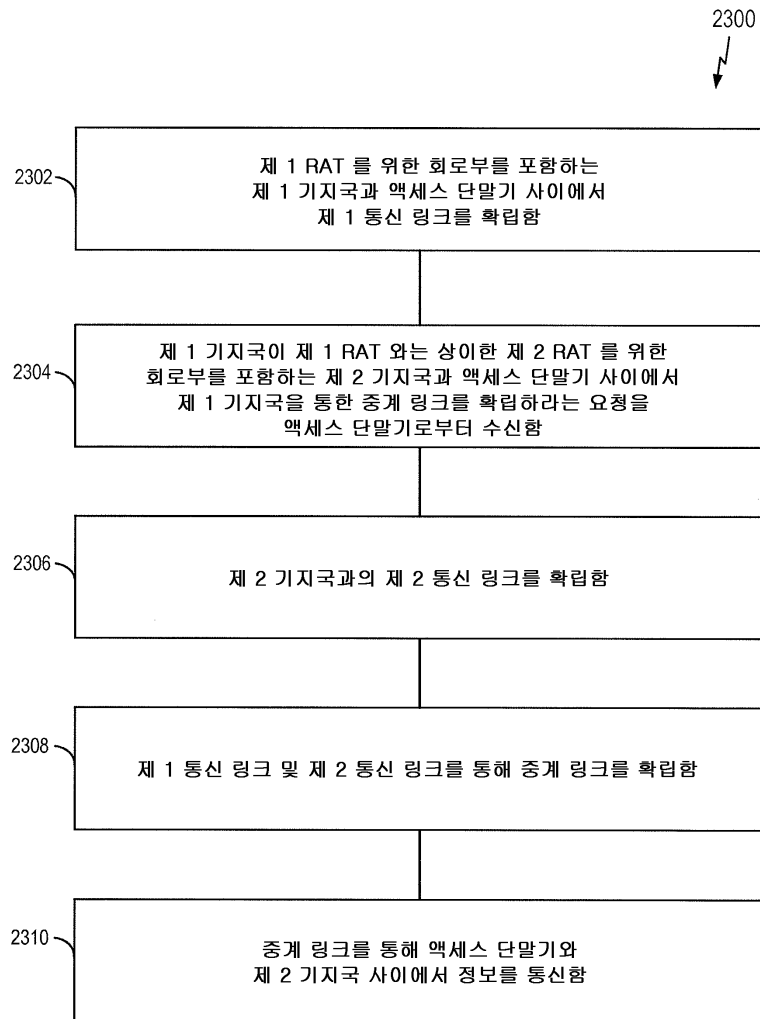 2300
2302
제 1 RAT 를 위한 회로부를 포함하는
제 1 기지국과 액세스 단말기 사이에서
제 1 통신 링크를 확립함
2304
제 1 기지국이 제 1 RAT 와는 상이한 제 2 RAT 를 위한
회로부를 포함하는 제 2 기지국과 액세스 단말기 사이에서
제 1 기지국을 통한 중계 링크를 확립하라는 요청을
액세스 단말기로부터 수신함
2306
제 2 기지국과의 제 2 통신 링크를 확립함
2308
제 1 통신 링크 및 제 2 통신 링크를 통해 중계 링크를 확립함
2310
중계 링크를 통해 액세스 단말기와
제 2 기지국 사이에서 정보를 통신함